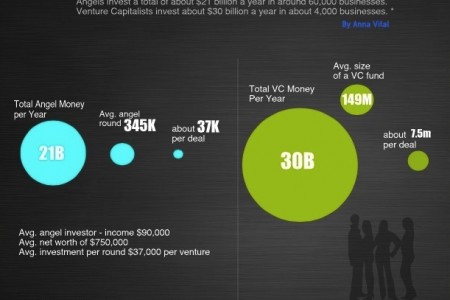 Angels invest a total of about $21 billion a year in around 60,000 businesses.
Venture Capitalists invest about $30 billion a year in about 4,000 businesses. "
By Anna Vital
Total Angel Money
per Year
21B
Avg. angel
round 345K
about 37K
per deal
Total VC Money
Per Year
30B
Avg. size
of a VC fund
149M
about 7.5m
per deal
Avg. angel investor - income $90,000
Avg. net worth of $750,000
Avg. investment per round $37,000 per venture